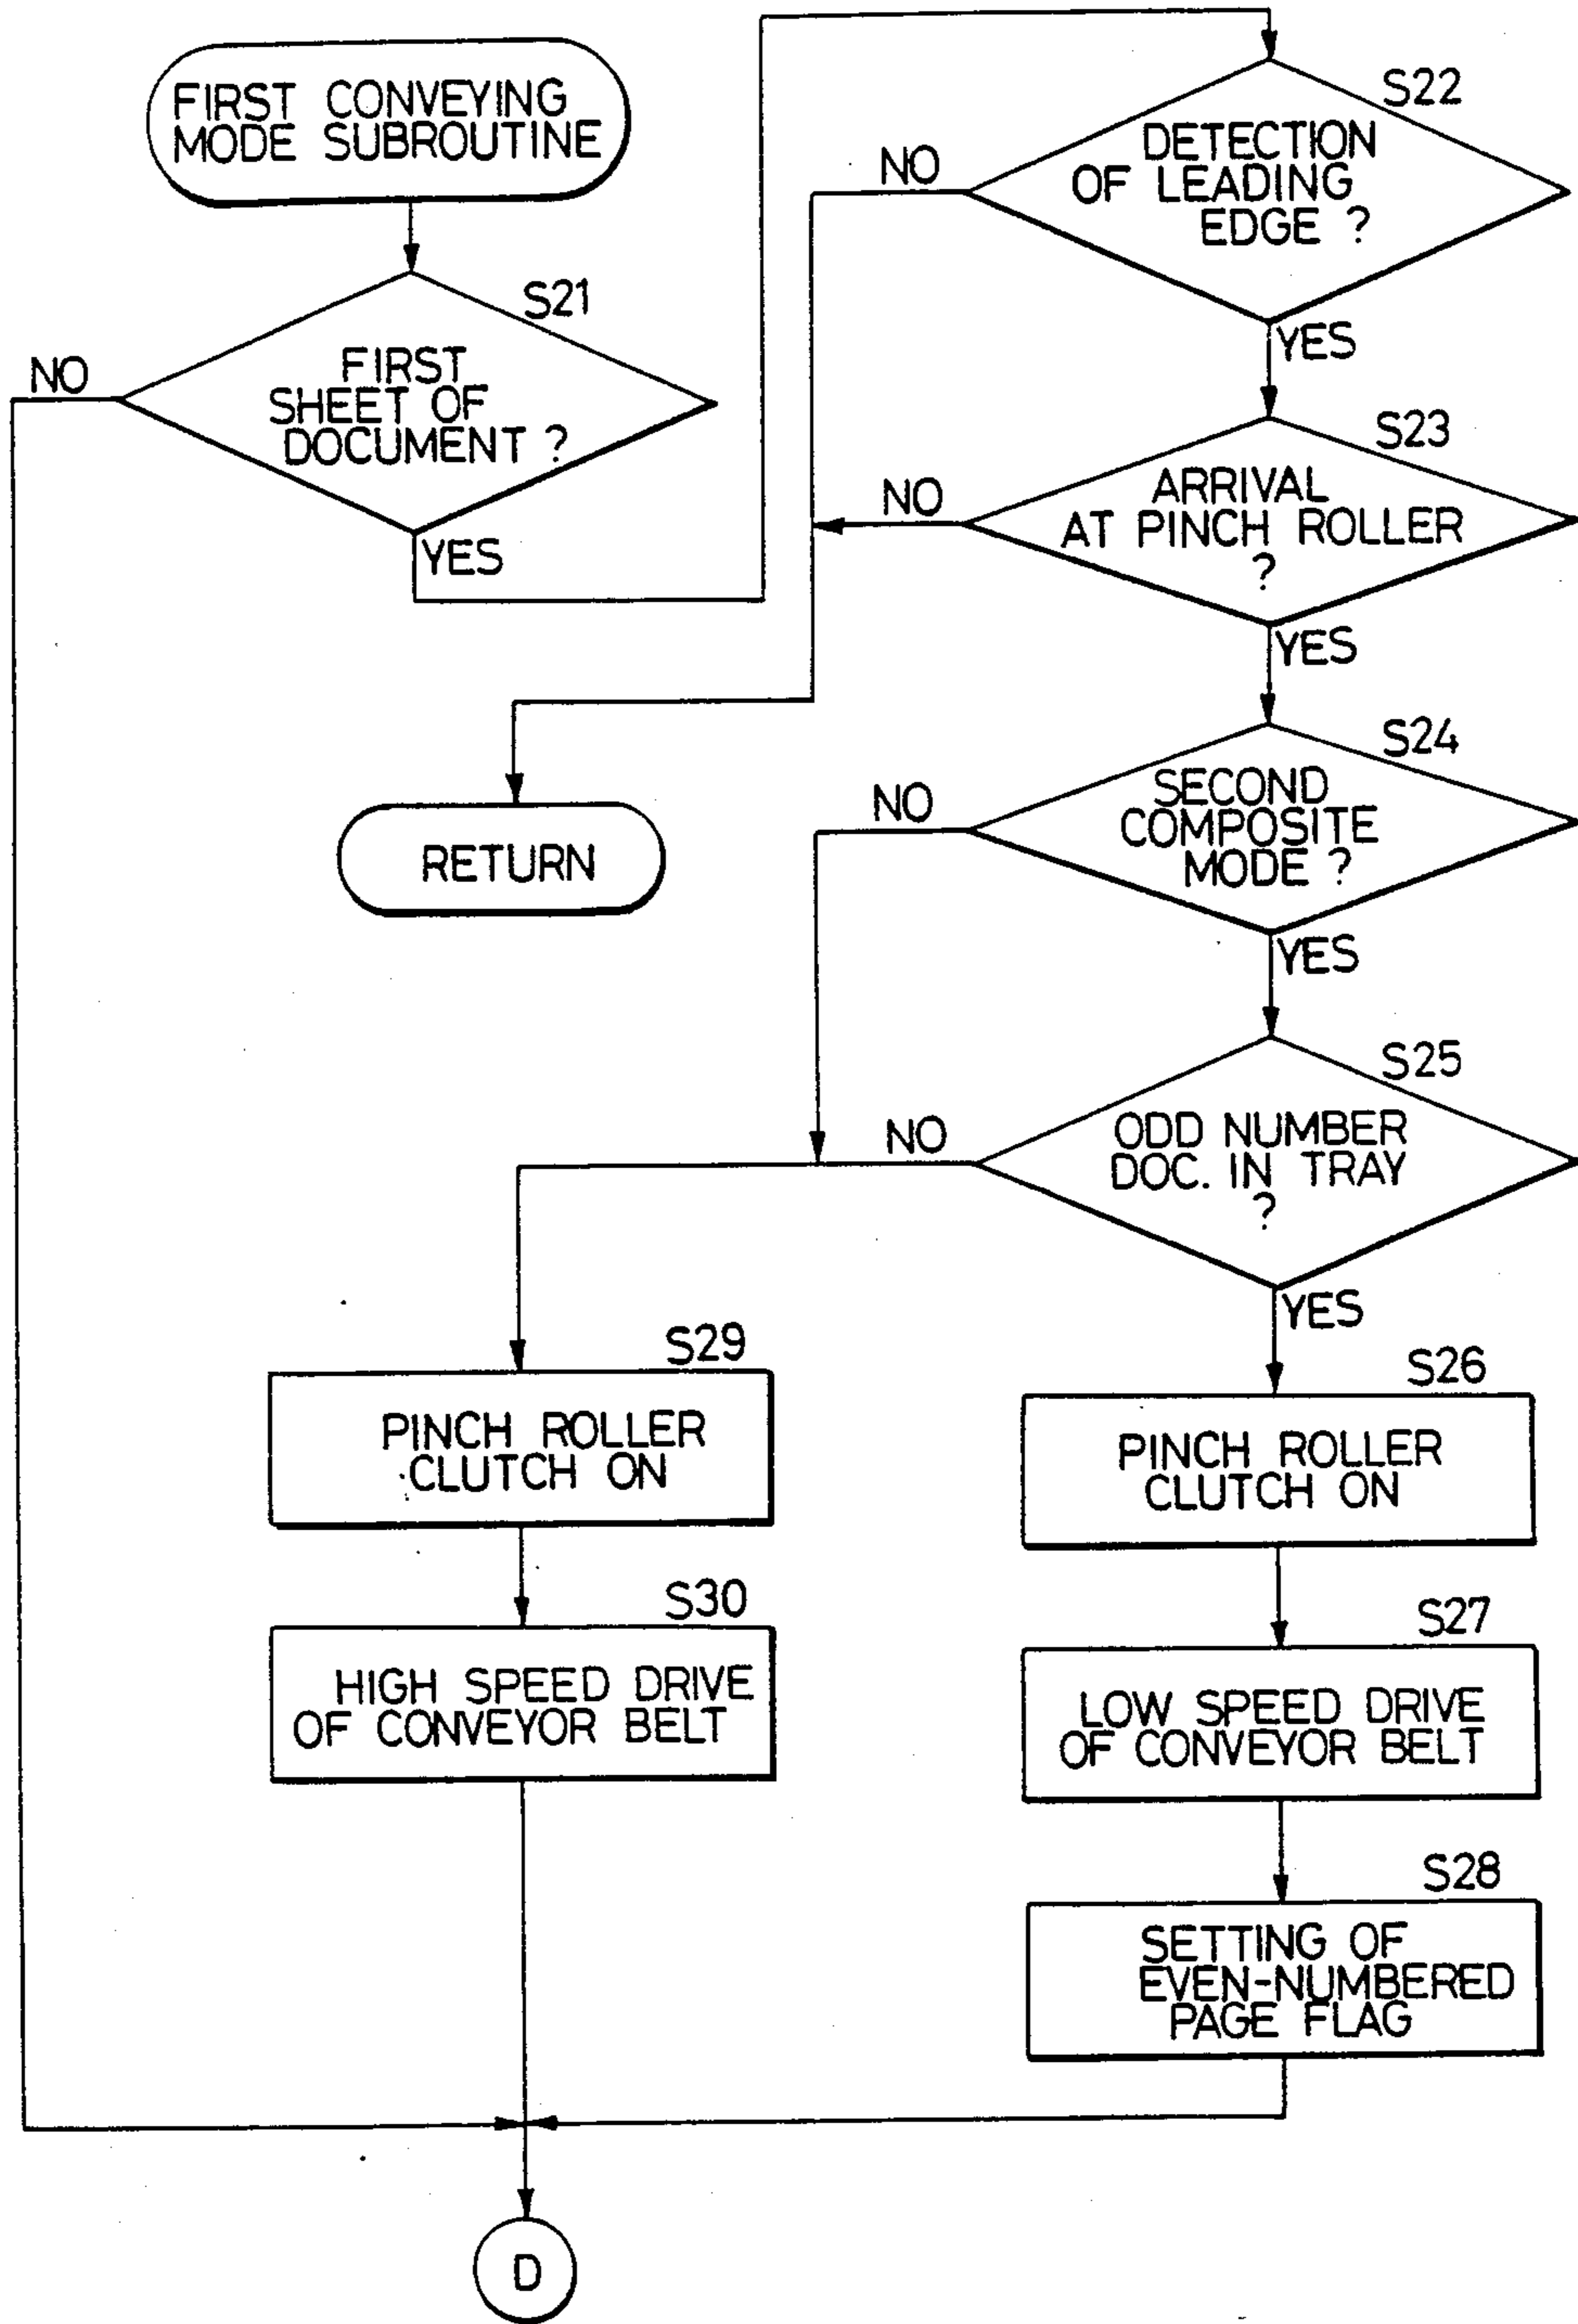 FIRST CONVEYING
MODE SUBROUTINE
S21
NO
FIRST
SHEET OF
DOCUMENT ?
YES
S22
NO
DETECTION
OF LEADING
EDGE ?
YES
S23
NO
ARRIVAL
AT PINCH ROLLER
?
YES
RETURN
S24
NO
SECOND
COMPOSITE
MODE ?
YES
S25
NO
ODD NUMBER
DOC. IN TRAY
?
YES
S29
PINCH ROLLER
CLUTCH ON
S30
HIGH SPEED DRIVE
OF CONVEYOR BELT
S26
PINCH ROLLER
CLUTCH ON
S27
LOW SPEED DRIVE
OF CONVEYOR BELT
S28
SETTING OF
EVEN-NUMBERED
PAGE FLAG
D